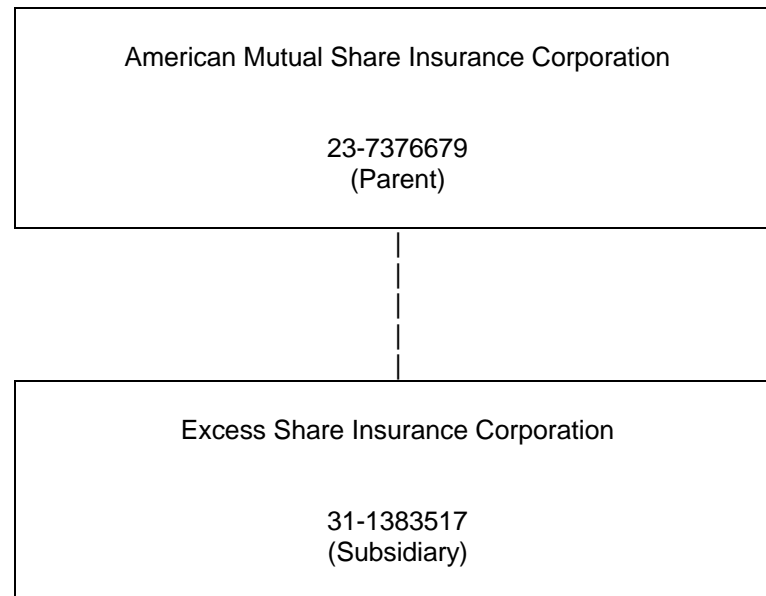 American Mutual Share Insurance Corporation
23-7376679
(Parent)
Excess Share Insurance Corporation
31-1383517
(Subsidiary)